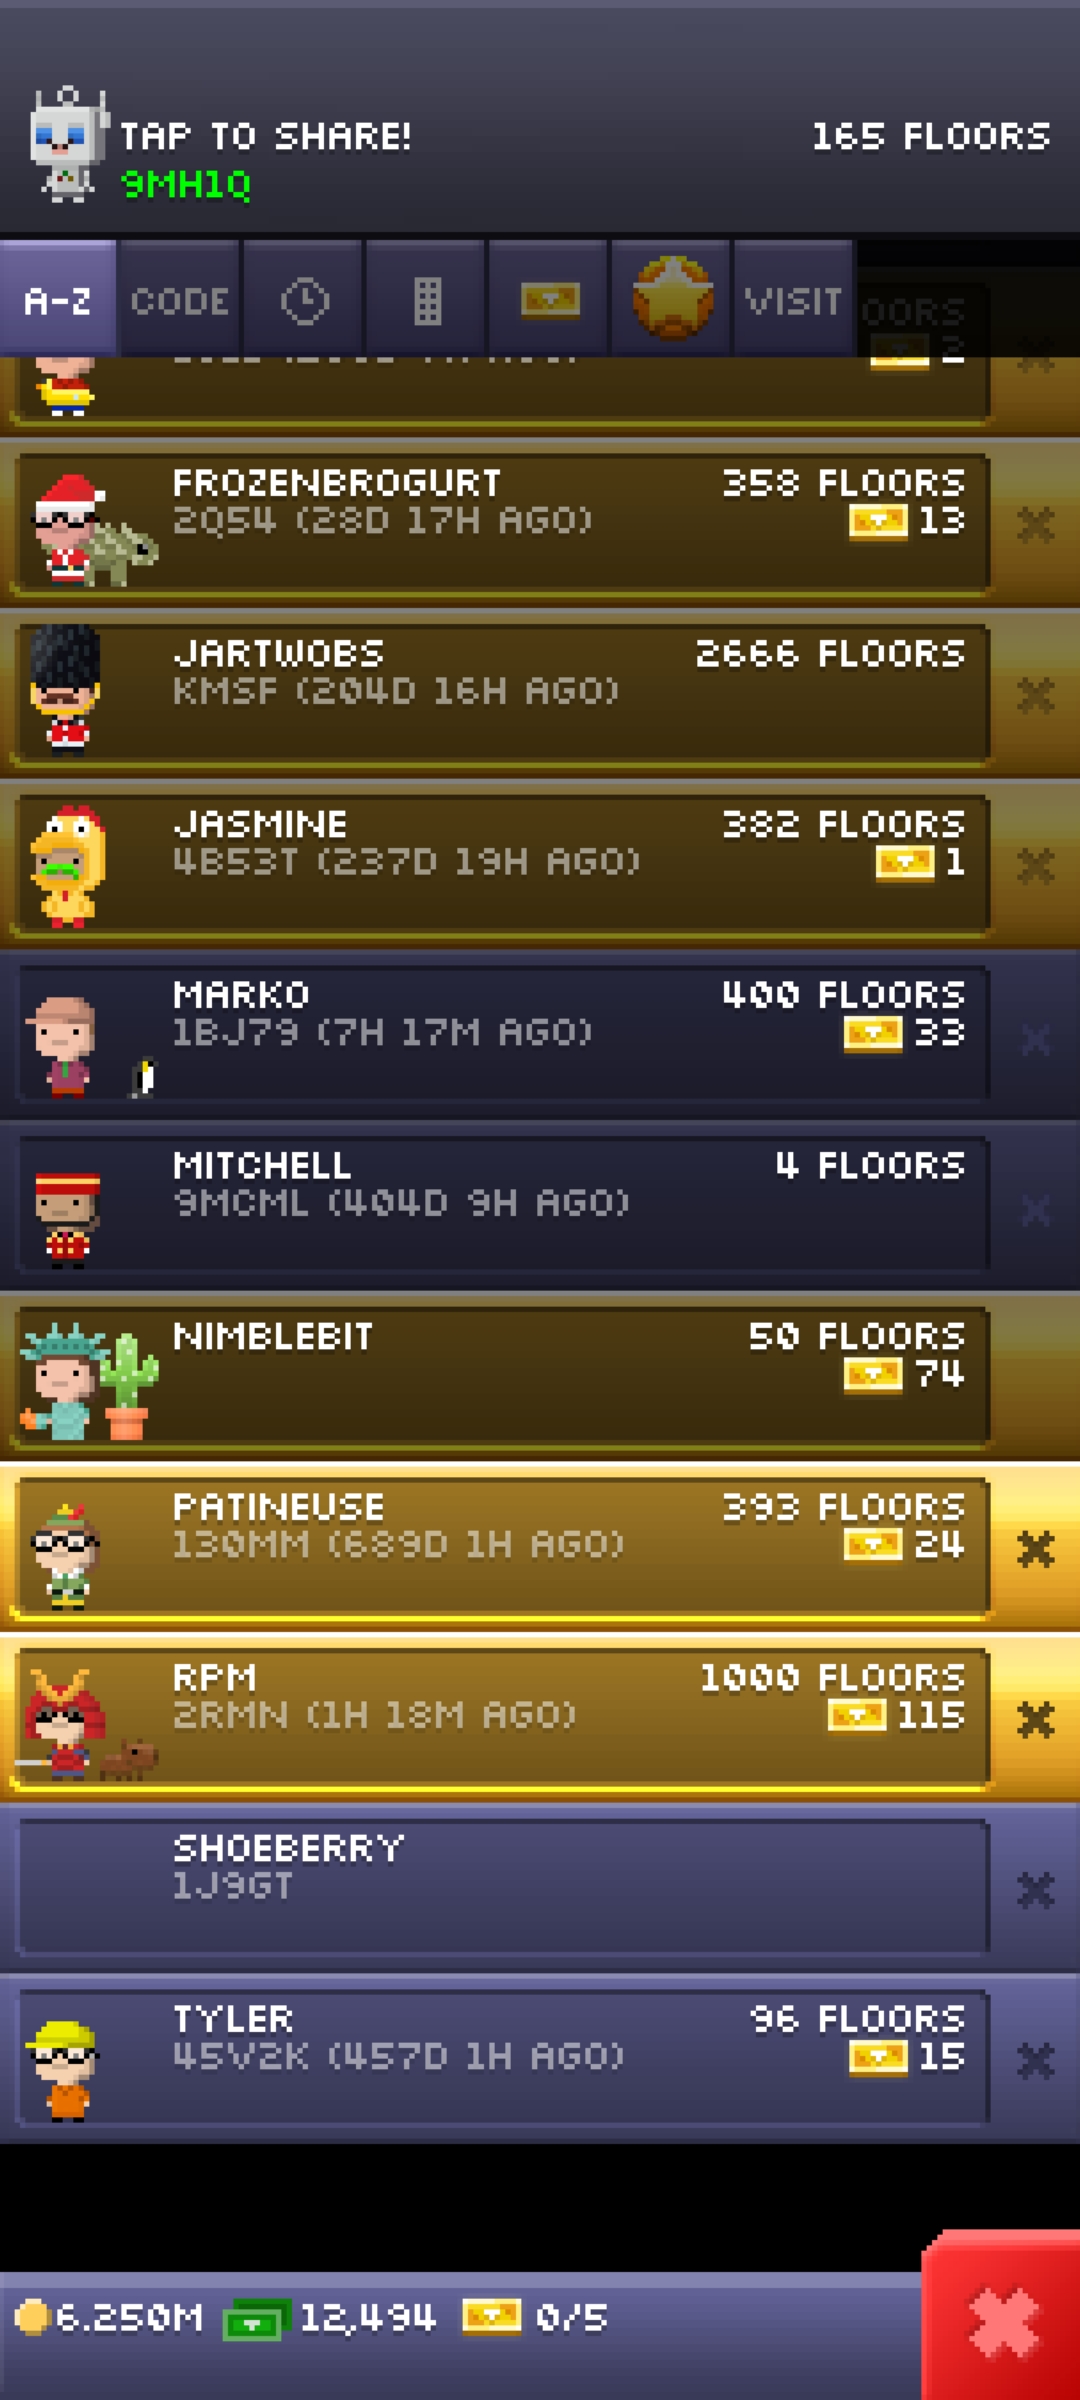 TAP TO SHARE! 165 FLOORS
9MH1Q
A-Z CODE VISIT
2
FROZENBROGURT 358 FLOORS
2Q54 (28D 17H AGO) 13
JARTWOBS 2666 FLOORS
KMSF (204D 16H AGO)
JASMINE 382 FLOORS
4B53T (237D 19H AGO) 1
MARKO 400 FLOORS
1BJ79 (7H 17M AGO) 33
MITCHELL 4 FLOORS
9MCML (404D 9H AGO)
NIMBLEBIT 50 FLOORS
74
PATINEUSE 393 FLOORS
130MM (689D 1H AGO) 24
RPM 1000 FLOORS
2RMN (1H 18M AGO) 115
SHOEBERRY
1J9GT
TYLER 96 FLOORS
45V2K (457D 1H AGO) 15
6.250M 12,494 0/5